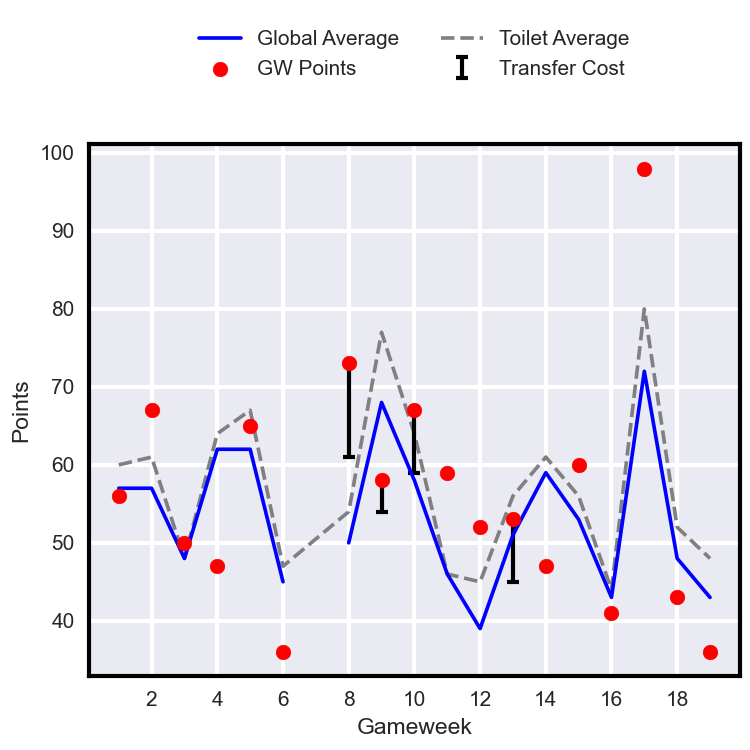 Global Average
Toilet Average
GW Points
Transfer Cost
100
90
80
70
60
50
40
Points
2 4 6 8 10 12 14 16 18
Gameweek